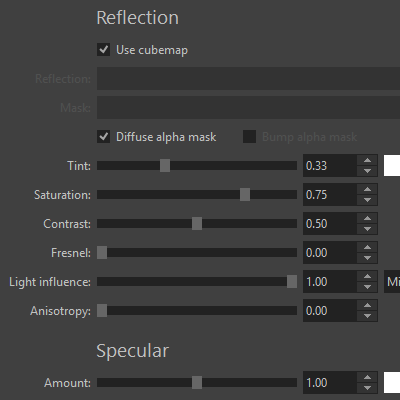 Reflection
Use cubemap
Reflection:
Mask:
Diffuse alpha mask Bump alpha mask
Tint: 0.33
Saturation: 0.75
Contrast: 0.50
Fresnel: 0.00
Light influence: 1.00 Mi
Anisotropy: 0.00
Specular
Amount: 1.00